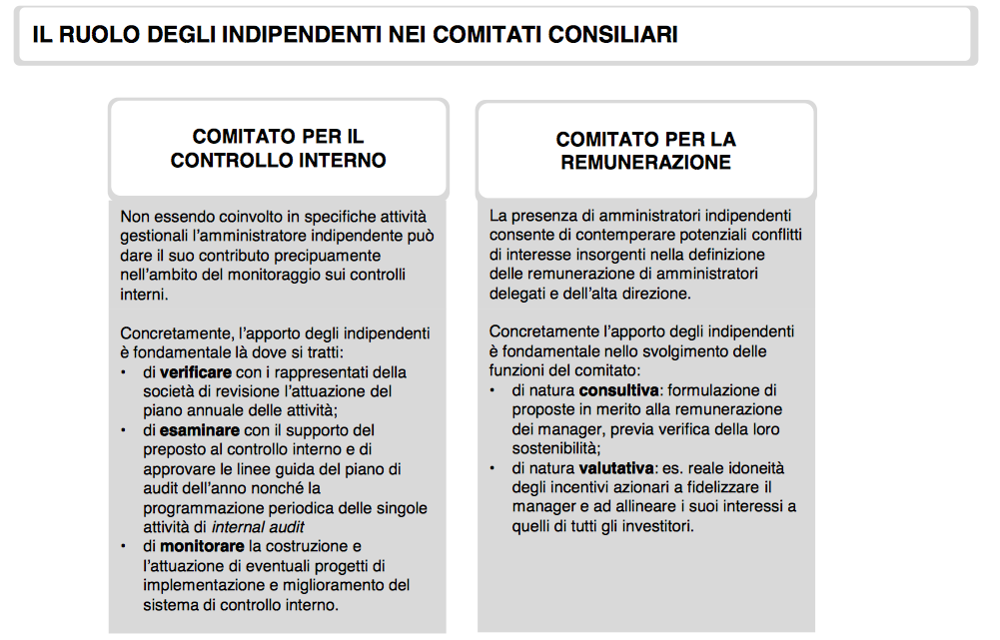 IL RUOLO DEGLI INDIPENDENTI NEI COMITATI CONSILIARI
COMITATO PER IL
CONTROLLO INTERNO
Non essendo coinvolto in specifiche attività
gestionali l'amministratore indipendente può
dare il suo contributo precipuamente
nell'ambito del monitoraggio sui controlli
interni.
Concretamente, l'apporto degli indipendenti
è fondamentale là dove si tratti:
• di verificare con i rappresentati della
società di revisione l'attuazione del
piano annuale delle attività;
• di esaminare con il supporto del
preposto al controllo interno e di
approvare le linee guida del piano di
audit dell'anno nonché la
programmazione periodica delle singole
attività di internal audit
• di monitorare la costruzione e
l'attuazione di eventuali progetti di
implementazione e miglioramento del
sistema di controllo interno.
COMITATO PER LA
REMUNERAZIONE
La presenza di amministratori indipendenti
consente di contemperare potenziali conflitti
di interesse insorgenti nella definizione
delle remunerazione di amministratori
delegati e dell'alta direzione.
Concretamente l'apporto degli indipendenti
è fondamentale nello svolgimento delle
funzioni del comitato:
• di natura consultiva: formulazione di
proposte in merito alla remunerazione
dei manager, previa verifica della loro
sostenibilità;
• di natura valutativa: es. reale idoneità
degli incentivi azionari a fidelizzare il
manager e ad allineare i suoi interessi a
quelli di tutti gli investitori.